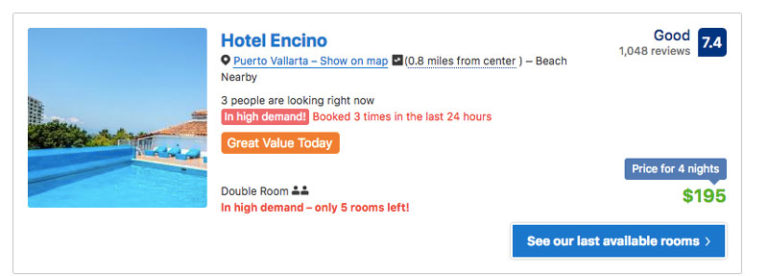 Hotel Encino
Good 7.4
1,048 reviews
Puerto Vallarta – Show on map (0.8 miles from center ) – Beach
Nearby
3 people are looking right now
In high demand! Booked 3 times in the last 24 hours
Great Value Today
Price for 4 nights
Double Room
$195
In high demand – only 5 rooms left!
See our last available rooms